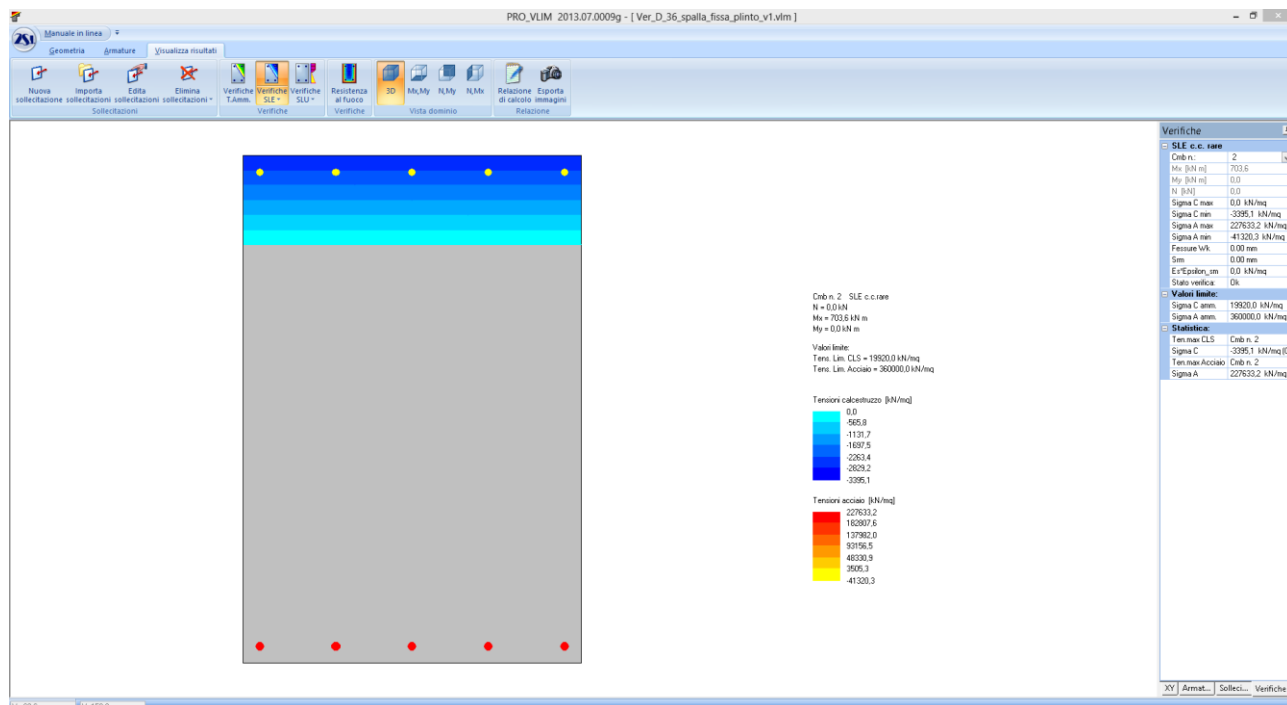 PRO_VLIM 2013.07.0009g - [ Ver_D_36_spalla_fissa_plinto_v1.vlm ]
2SI
Manuale in linea
Geometria Armature Visualizza risultati
Nuova sollecitazione
Importa sollecitazioni
Edita sollecitazioni
Elimina sollecitazioni
Verifiche T.Amm.
Verifiche SLE
Verifiche SLU
Resistenza al fuoco
3D
Mx,My
N,My
N,Mx
Relazione di calcolo
Esporta immagini
Sollecitazioni
Verifiche
Verifiche
Vista dominio
Relazione
Cmb n. 2 SLE c.c.rare
N = 0,0 kN
Mx = 703,6 kN m
My = 0,0 kN m
Valori limite:
Tens. Lim. CLS = 19920,0 kN/mq
Tens. Lim. Acciaio = 360000,0 kN/mq
Tensioni calcestruzzo [kN/mq]
0,0
-565,8
-1131,7
-1697,5
-2263,4
-2829,2
-3395,1
Tensioni acciaio [kN/mq]
227633,2
182807,6
137982,0
93156,5
48330,9
3505,3
-41320,3
Verifiche
SLE c.c. rare
Cmb n.: 2
Mx [kN m] 703,6
My [kN m] 0,0
N [kN] 0,0
Sigma C max 0,0 kN/mq
Sigma C min -3395,1 kN/mq
Sigma A max 227633,2 kN/mq
Sigma A min -41320,3 kN/mq
Fessure Wk 0.00 mm
Srm 0.00 mm
Es*Epsilon_sm 0,0 kN/mq
Stato verifica: Ok
Valori limite:
Sigma C amm. 19920,0 kN/mq
Sigma A amm. 360000,0 kN/mq
Statistica:
Ten.max CLS Cmb n. 2
Sigma C -3395,1 kN/mq (C
Ten.max Acciaio Cmb n. 2
Sigma A 227633,2 kN/mq
XY Armat... Solleci... Verifiche